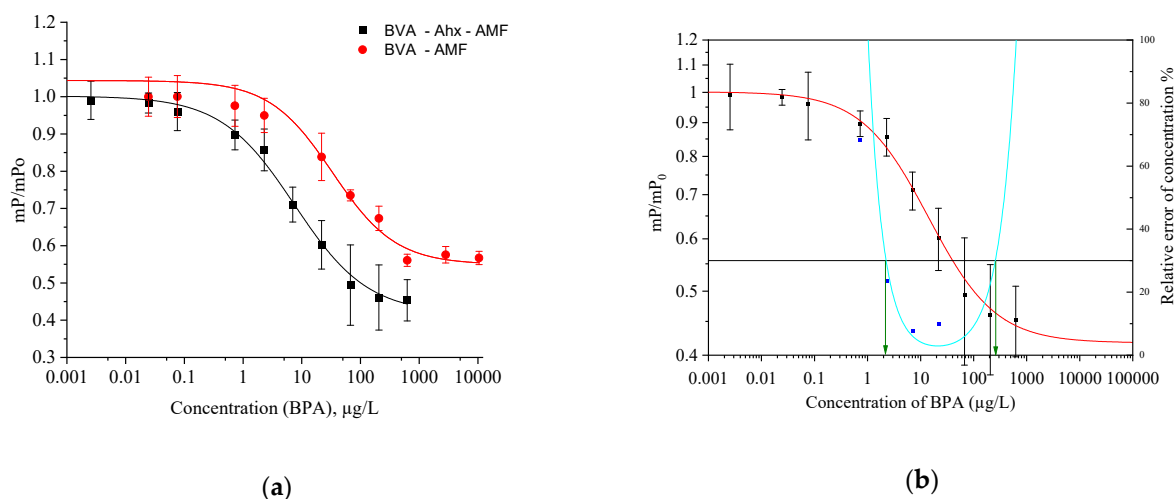 BVA - Ahx - AMF
BVA - AMF
1.2
1.1
1.0
0.9
0.8
0.7
0.6
0.5
0.4
0.3
mP/mPo
0.001 0.01 0.1 1 10 100 1000 10000
Concentration (BPA), µg/L
(a)
1.2
1.1
1
0.9
0.8
0.7
0.6
0.5
0.4
mP/mP0
100
80
60
40
20
0
Relative error of concentration %
0.001 0.01 0.1 1 10 100 1000 10000 100000
Concentration of BPA (µg/L)
(b)